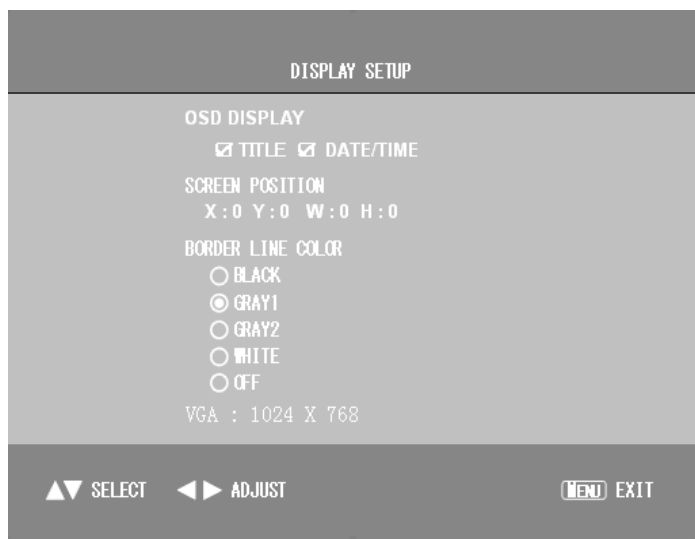 DISPLAY SETUP
OSD DISPLAY
TITLE DATE/TIME
SCREEN POSITION
X:0 Y:0 W:0 H:0
BORDER LINE COLOR
BLACK
GRAY1
GRAY2
WHITE
OFF
VGA : 1024 X 768
SELECT ADJUST MENU EXIT